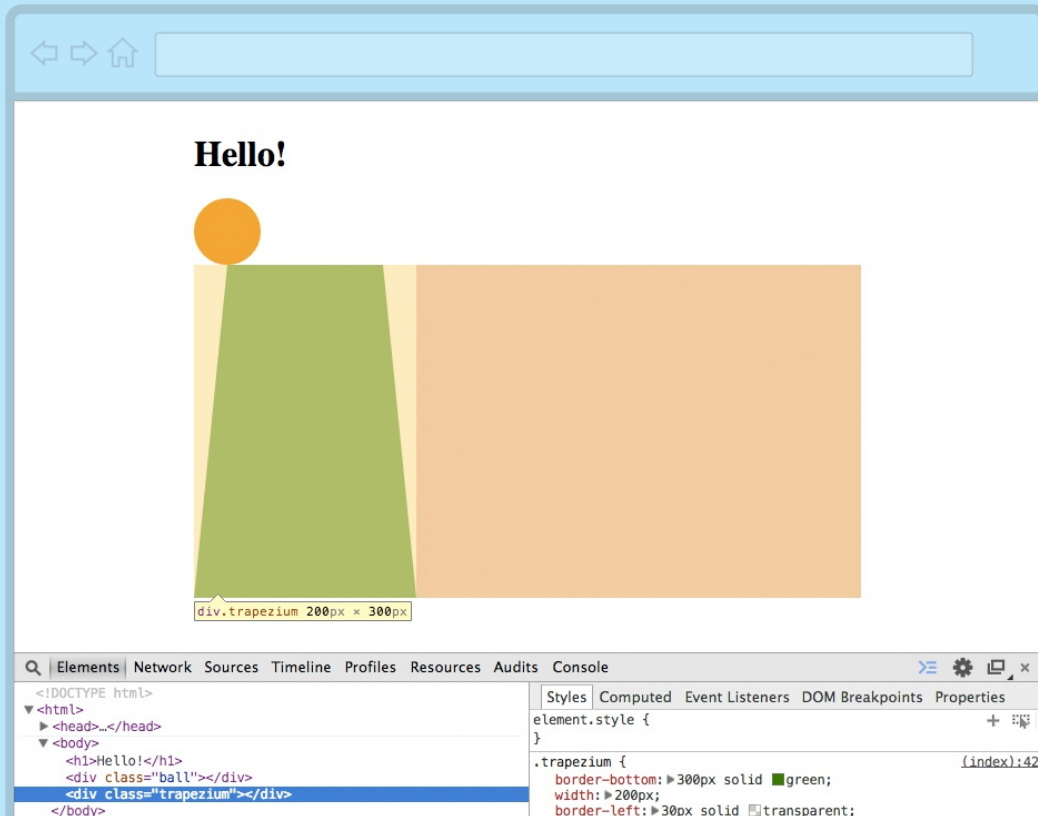 Hello!
div.trapezium 200px × 300px
Elements Network Sources Timeline Profiles Resources Audits Console
<!DOCTYPE html>
▼<html>
▶<head>…</head>
▼<body>
<h1>Hello!</h1>
<div class="ball"></div>
<div class="trapezium"></div>
</body>
Styles Computed Event Listeners DOM Breakpoints Properties
element.style {
}
.trapezium { (index):42
border-bottom:▶300px solid green;
width:▶200px;
border-left:▶30px solid transparent;